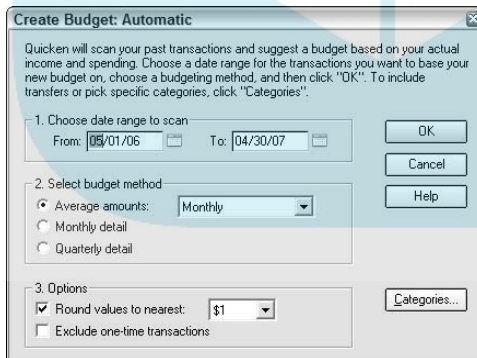 Create Budget: Automatic
Quicken will scan your past transactions and suggest a budget based on your actual
income and spending. Choose a date range for the transactions you want to base your
new budget on, choose a budgeting method, and then click "OK". To include
transfers or pick specific categories, click "Categories".
1. Choose date range to scan
From: 05/01/06 To: 04/30/07
OK
Cancel
Help
2. Select budget method
Average amounts: Monthly
Monthly detail
Quarterly detail
3. Options
Round values to nearest: $1
Exclude one-time transactions
Categories...